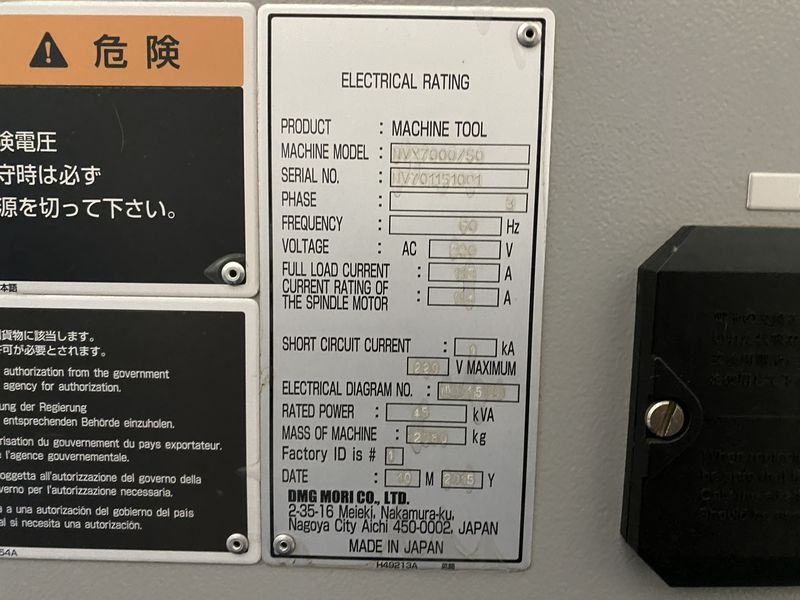 危険
検電圧
守時は必ず
源を切って下さい。
本語
貨物に該当します。
可が必要とされます。
authorization from the government
agency for authorization.
ung der Regierung
entsprechenden Behörde einzuholen.
risation du gouvernement du pays exportateur.
l'agence gouvernementale.
oggetta all'autorizzazione del governo della
verno per l'autorizzazione necessaria.
a a una autorización del gobierno del país
al si necesita una autorización.
54A
ELECTRICAL RATING
PRODUCT : MACHINE TOOL
MACHINE MODEL : NVX7000/50
SERIAL NO. : NV701151001
PHASE : 3
FREQUENCY : 60 Hz
VOLTAGE : AC V
FULL LOAD CURRENT : A
CURRENT RATING OF
THE SPINDLE MOTOR : A
SHORT CIRCUIT CURRENT : kA
220 V MAXIMUM
ELECTRICAL DIAGRAM NO. :
RATED POWER : 45 kVA
MASS OF MACHINE : kg
Factory ID is # 1
DATE 10 M 2015 Y
DMG MORI CO., LTD.
2-35-16 Meieki, Nakamura-ku,
Nagoya City Aichi 450-0002, JAPAN
MADE IN JAPAN
H49213A 英語